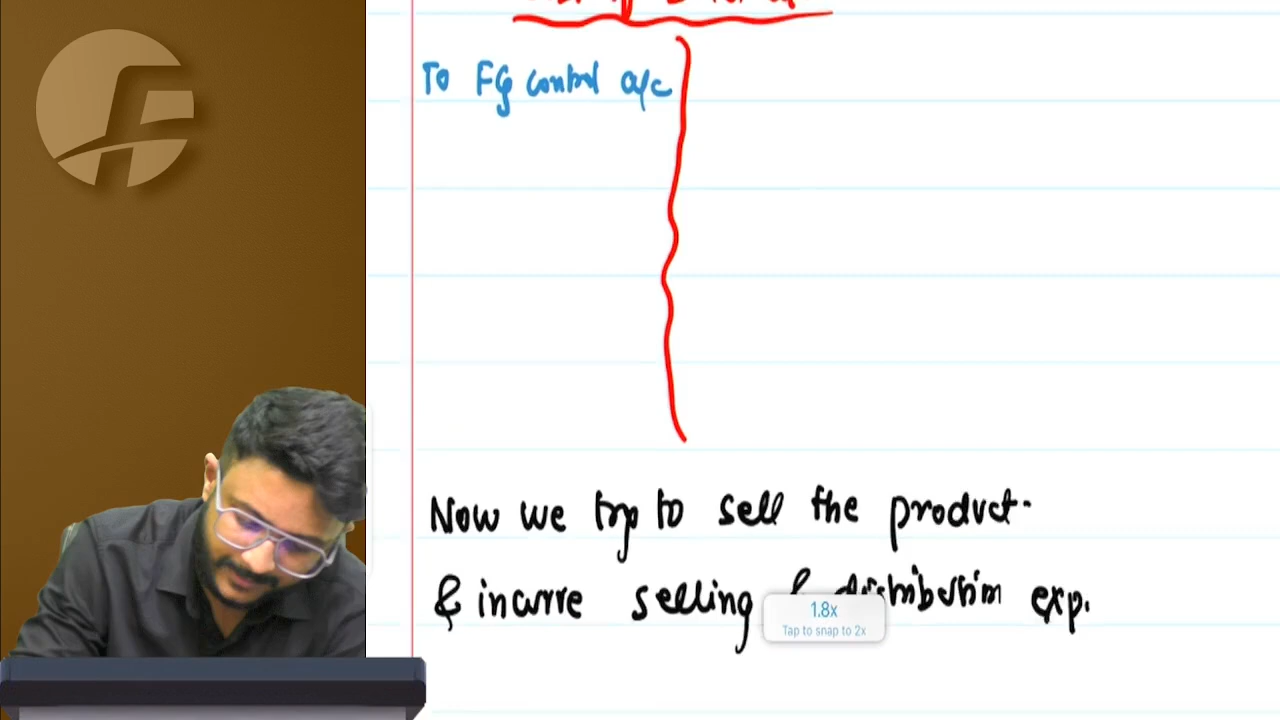 To FG control a/c
Now we try to sell the product.
& incurre selling & distribution exp.
1.8x
Tap to snap to 2x